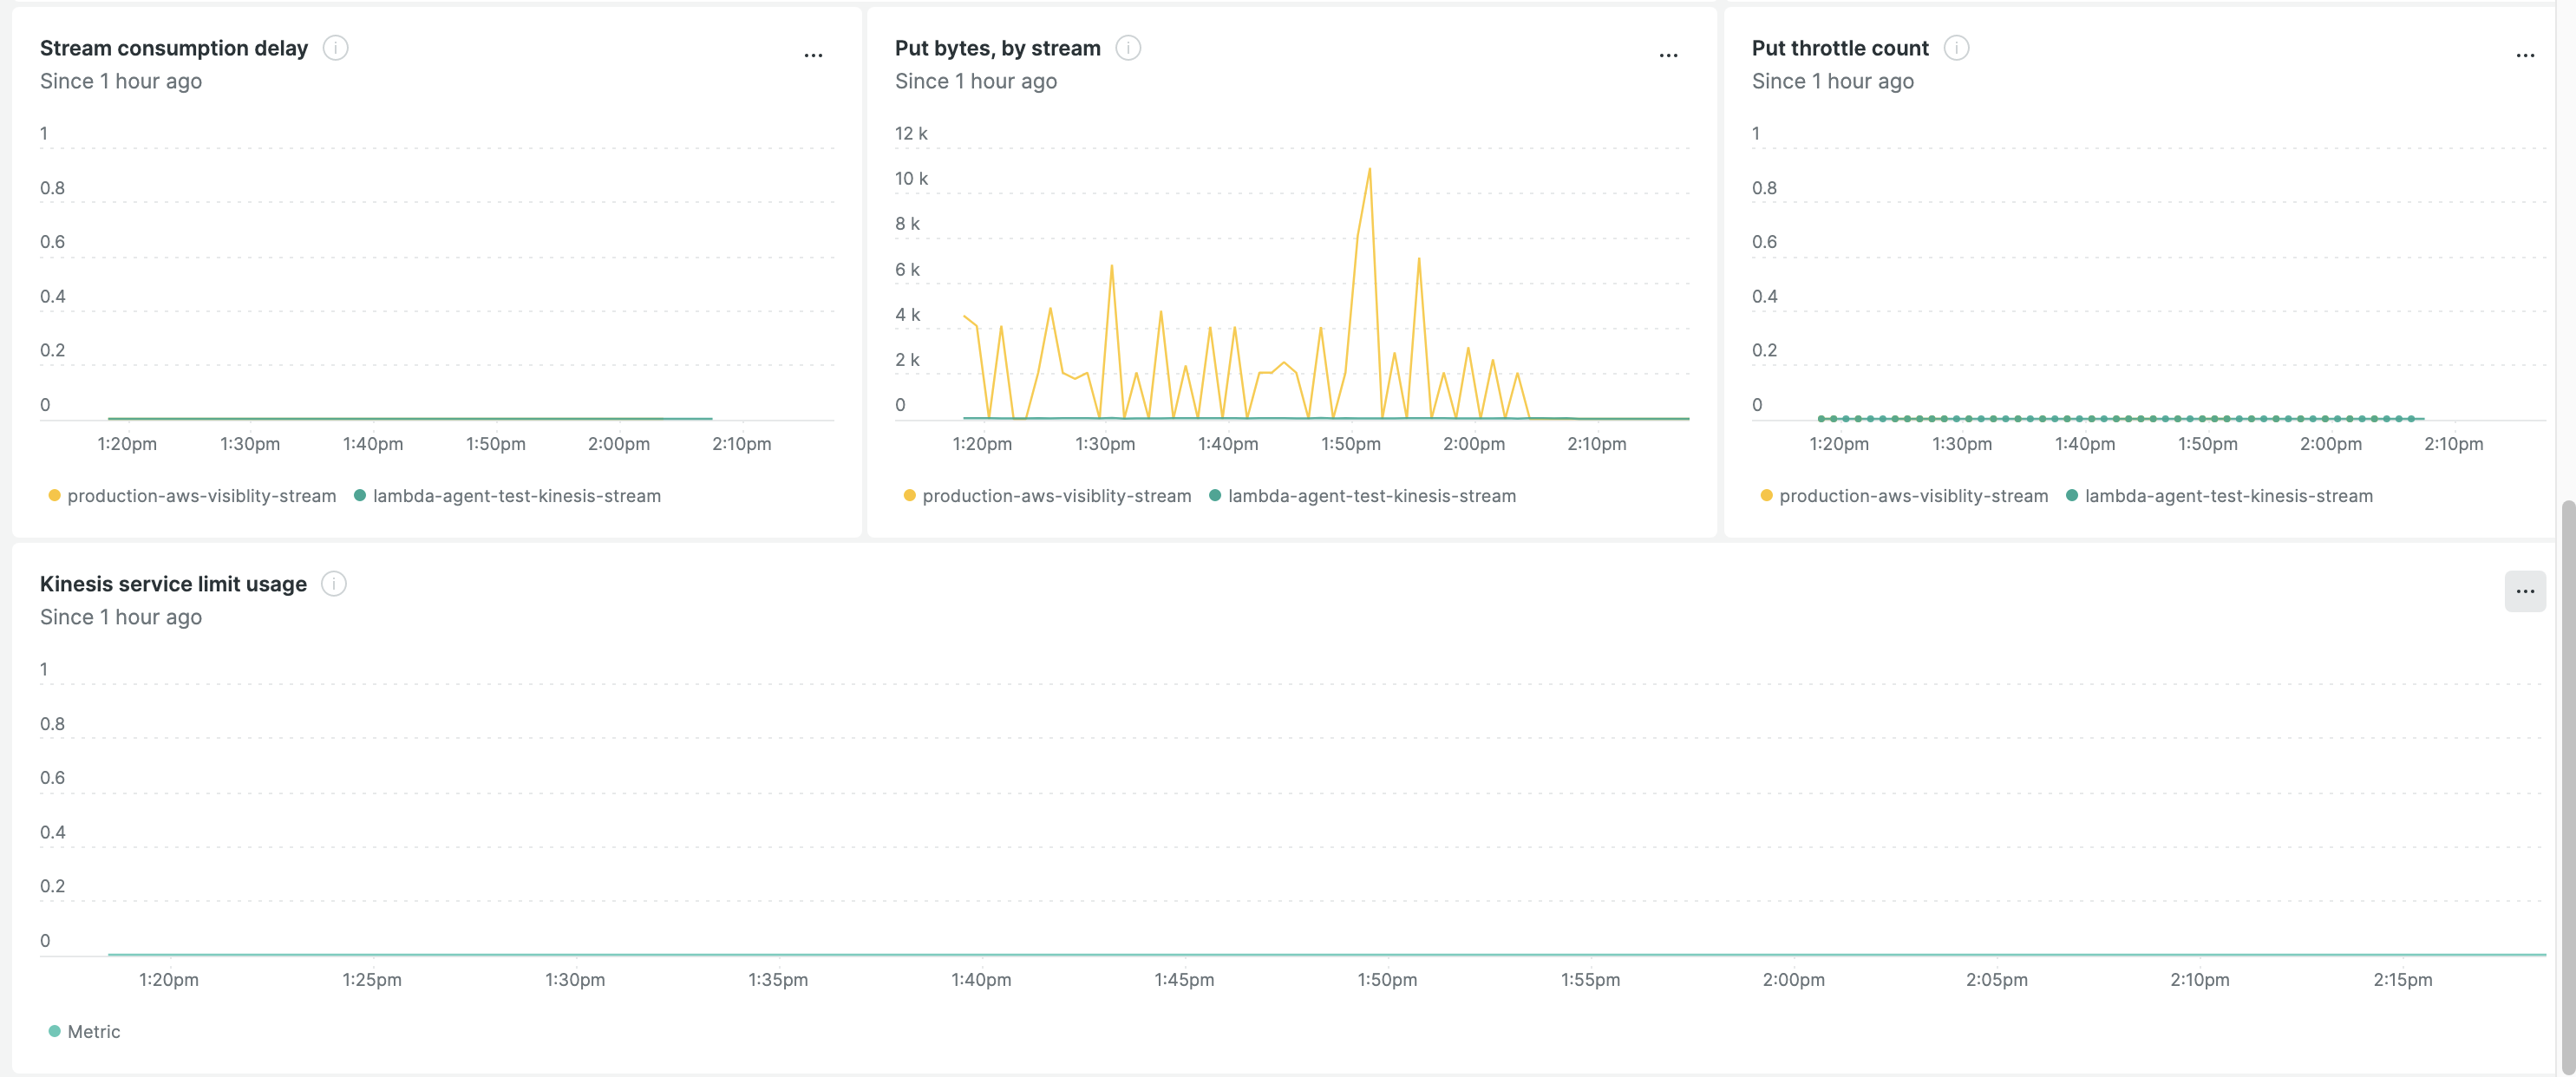 Stream consumption delay
Since 1 hour ago
...
1
0.8
0.6
0.4
0.2
0
1:20pm 1:30pm 1:40pm 1:50pm 2:00pm 2:10pm
production-aws-visiblity-stream lambda-agent-test-kinesis-stream
Put bytes, by stream
Since 1 hour ago
...
12 k
10 k
8 k
6 k
4 k
2 k
0
1:20pm 1:30pm 1:40pm 1:50pm 2:00pm 2:10pm
production-aws-visiblity-stream lambda-agent-test-kinesis-stream
Put throttle count
Since 1 hour ago
...
1
0.8
0.6
0.4
0.2
0
1:20pm 1:30pm 1:40pm 1:50pm 2:00pm 2:10pm
production-aws-visiblity-stream lambda-agent-test-kinesis-stream
Kinesis service limit usage
Since 1 hour ago
...
1
0.8
0.6
0.4
0.2
0
1:20pm 1:25pm 1:30pm 1:35pm 1:40pm 1:45pm 1:50pm 1:55pm 2:00pm 2:05pm 2:10pm 2:15pm
Metric